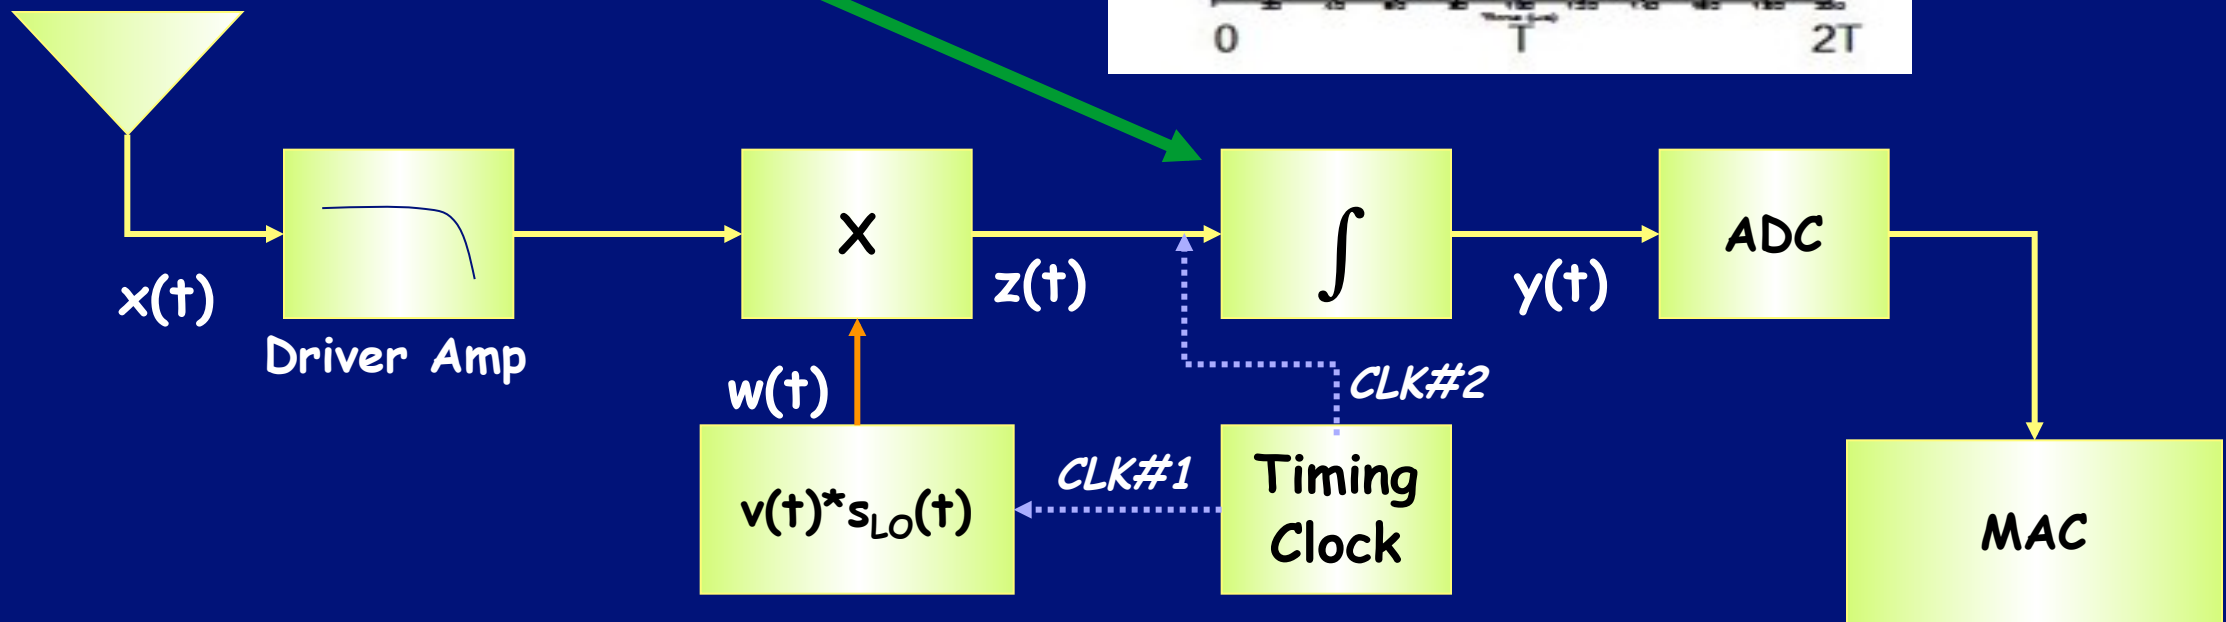 0 T 2T
X
∫
ADC
x(t)
z(t)
y(t)
Driver Amp
w(t)
CLK#2
CLK#1
v(t)*sLO(t)
Timing
Clock
MAC